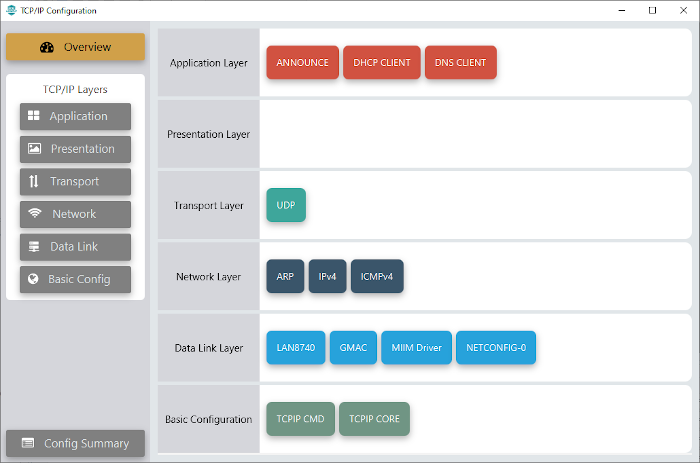 TCP/IP Configuration
Overview
TCP/IP Layers
Application
Presentation
Transport
Network
Data Link
Basic Config
Config Summary
Application Layer
ANNOUNCE
DHCP CLIENT
DNS CLIENT
Presentation Layer
Transport Layer
UDP
Network Layer
ARP
IPv4
ICMPv4
Data Link Layer
LAN8740
GMAC
MIIM Driver
NETCONFIG-0
Basic Configuration
TCPIP CMD
TCPIP CORE